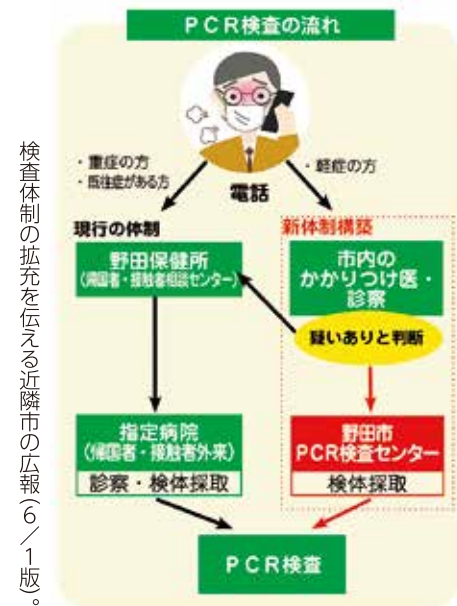 PCR検査の流れ
・重症の方
・既往症がある方
・軽症の方
電話
現行の体制
新体制構築
野田保健所
(帰国者・接触者相談センター)
市内の
かかりつけ医・
診察
疑いありと判断
指定病院
(帰国者・接触者外来)
診察・検体採取
野田市
PCR検査センター
検体採取
PCR検査
検査体制の拡充を伝える近隣市の広報(6/1版)。